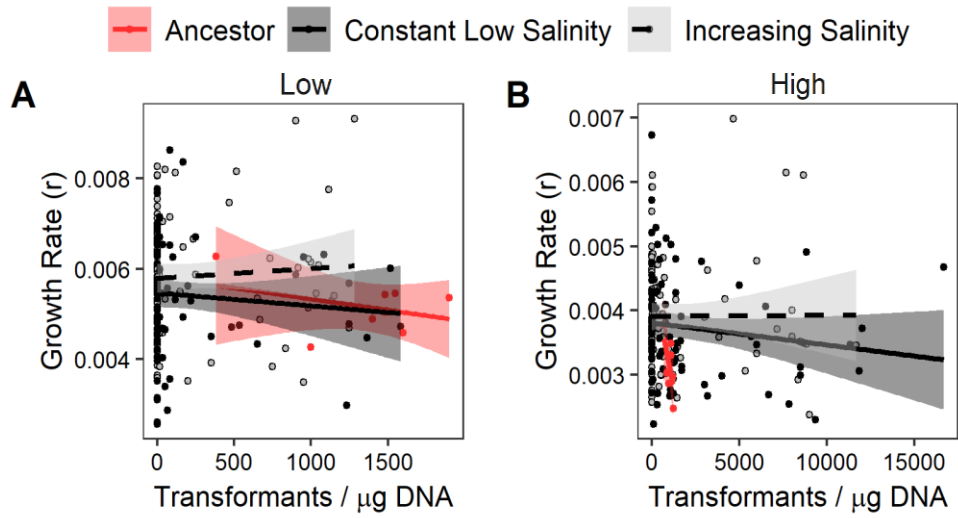 Ancestor Constant Low Salinity Increasing Salinity
A Low
B High
Growth Rate (r)
0.008
0.006
0.004
0 500 1000 1500
Transformants / μg DNA
Growth Rate (r)
0.007
0.006
0.005
0.004
0.003
0 5000 10000 15000
Transformants / μg DNA